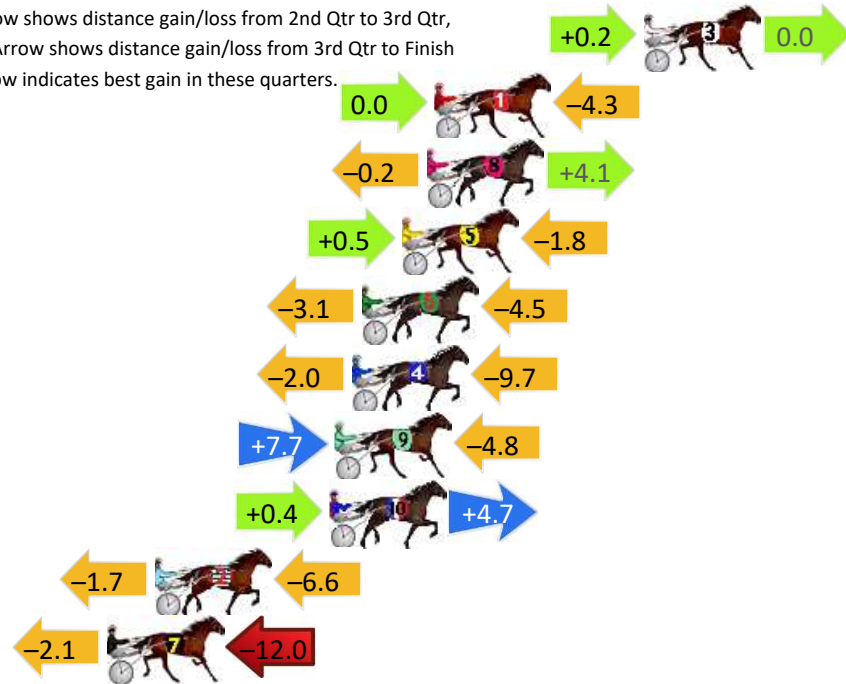 ow shows distance gain/loss from 2nd Qtr to 3rd Qtr,
Arrow shows distance gain/loss from 3rd Qtr to Finish
ow indicates best gain in these quarters.
+0.2 3 0.0
0.0 1 –4.3
–0.2 8 +4.1
+0.5 5 –1.8
–3.1 6 –4.5
–2.0 4 –9.7
+7.7 9 –4.8
+0.4 10 +4.7
–1.7 2 –6.6
–2.1 7 –12.0